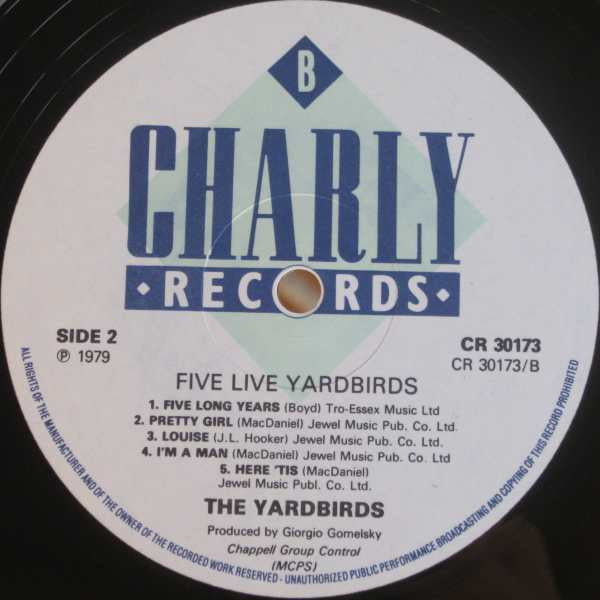 B
CHARLY
· RECORDS ·
SIDE 2
℗ 1979
CR 30173
CR 30173/B
FIVE LIVE YARDBIRDS
1. FIVE LONG YEARS (Boyd) Tro-Essex Music Ltd
2. PRETTY GIRL (MacDaniel) Jewel Music Pub. Co. Ltd.
3. LOUISE (J.L. Hooker) Jewel Music Pub. Co. Ltd.
4. I'M A MAN (MacDaniel) Jewel Music Pub. Co. Ltd.
5. HERE 'TIS (MacDaniel)
Jewel Music Publ. Co. Ltd.
THE YARDBIRDS
Produced by Giorgio Gomelsky
Chappell Group Control
(MCPS)
ALL RIGHTS OF THE MANUFACTURER AND OF THE OWNER OF THE RECORDED WORK RESERVED - UNAUTHORIZED PUBLIC PERFORMANCE BROADCASTING AND COPYING OF THIS RECORD PROHIBITED